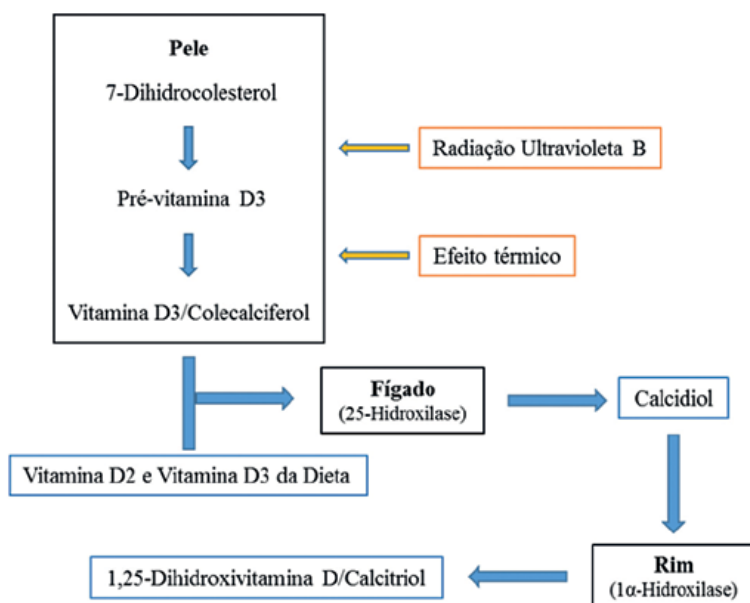 Pele
7-Dihidrocolesterol
Radiação Ultravioleta B
Pré-vitamina D3
Efeito térmico
Vitamina D3/Colecalciferol
Fígado
(25-Hidroxilase)
Calcidiol
Vitamina D2 e Vitamina D3 da Dieta
Rim
(1α-Hidroxilase)
1,25-Dihidroxivitamina D/Calcitriol